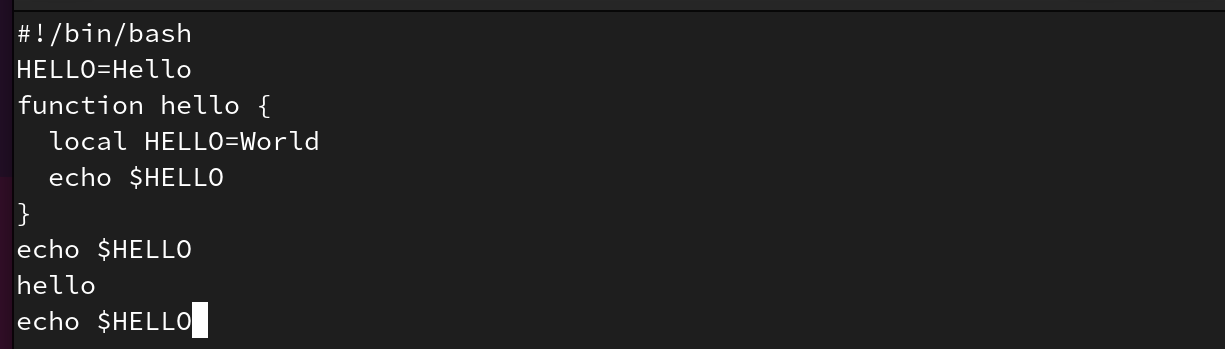 #!/bin/bash
HELLO=Hello
function hello {
  local HELLO=World
  echo $HELLO
}
echo $HELLO
hello
echo $HELLO